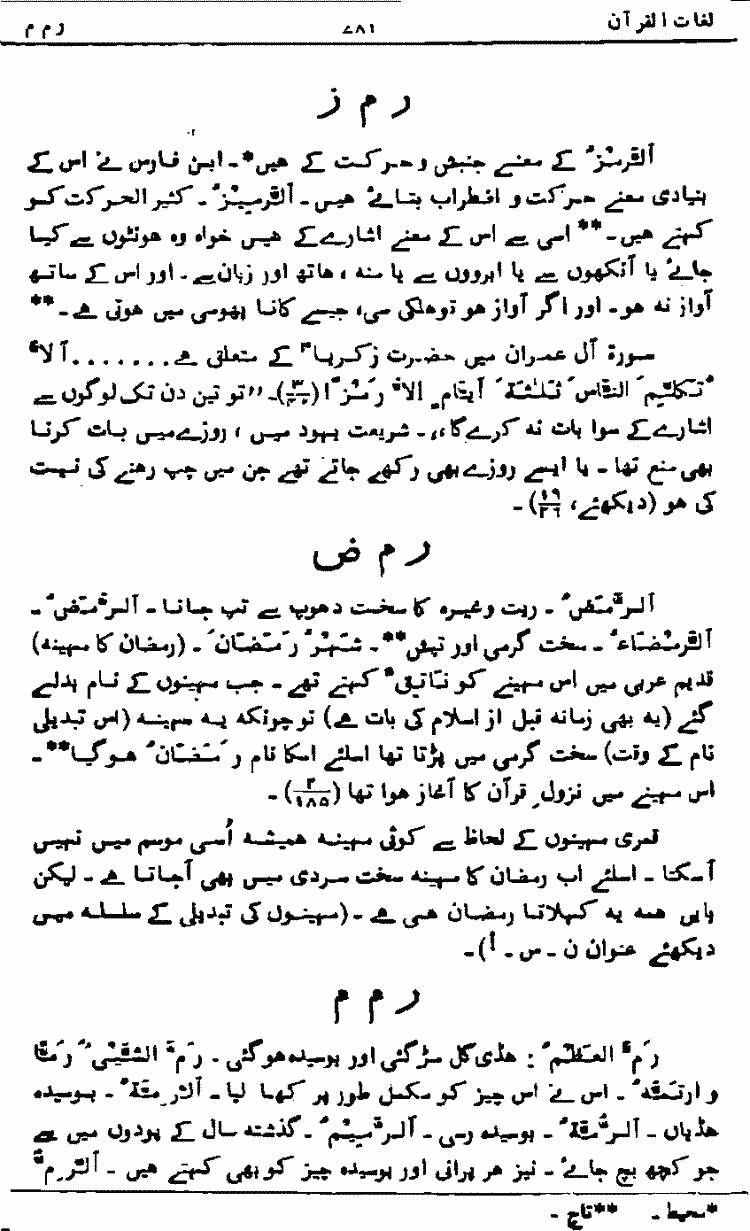 لغات القرآن ۷۸۱ ر م م
ر م ز
اَلرَّمْزُ کے معنے جنبش و حرکت کے ہیں*۔ ابن فارس نے اس کے
بنیادی معنے حرکت و اضطراب بتائے ہیں۔ اَلرَّمِیْزُ۔ کثیر الحرکت کو
کہتے ہیں۔** اسی سے اس کے معنے اشارے کے ہیں خواہ وہ ہونٹوں سے کیا
جائے یا آنکھوں سے یا ابرووں سے یا منہ، ہاتھ اور زبان سے۔ اور اس کے ساتھ
آواز نہ ہو۔ اور اگر آواز ہو تو ہلکی سی، جیسے کانا پھوسی میں ہوتی ہے۔**
سورۃ آل عمران میں حضرت زکریاؑ کے متعلق ہے.......اَلَّا
تُکَلِّمَ النَّاسَ ثَلٰثَۃَ اَیَّامٍ اِلَّا رَمْزًا (۳/۴۰)۔ ''تو تین دن تک لوگوں سے
اشارے کے سوا بات نہ کرے گا،،۔ شریعت یہود میں، روزے میں بات کرنا
بھی منع تھا۔ یا ایسے روزے بھی رکھے جاتے تھے جن میں چپ رہنے کی نیت
کی ہو (دیکھئے، ۱۹/۲۶)۔
ر م ض
اَلرَّمَضُ۔ ریت وغیرہ کا سخت دھوپ سے تپ جانا۔ اَلرَّمَضُ۔
اَلرَّمْضَاءُ۔ سخت گرمی اور تپش**۔ شَهْرُ رَمَضَانَ۔ (رمضان کا مہینہ)
قدیم عربی میں اس مہینے کو نَاتِق* کہتے تھے۔ جب مہینوں کے نام بدلے
گئے (یہ بھی زمانہ قبل از اسلام کی بات ہے) تو چونکہ یہ مہینہ (اس تبدیلی
نام کے وقت) سخت گرمی میں پڑتا تھا اسلئے اسکا نام رَمَضَانُ ہو گیا**۔
اس مہینے میں نزولِ قرآن کا آغاز ہوا تھا (۲/۱۸۵)۔
قمری مہینوں کے لحاظ سے کوئی مہینہ ہمیشہ اُسی موسم میں نہیں
آسکتا۔ اسلئے اب رمضان کا مہینہ سخت سردی میں بھی آجاتا ہے۔ لیکن
بایں ہمہ یہ کہلاتا رمضان ہی ہے۔ (مہینوں کی تبدیلی کے سلسلہ میں
دیکھئے عنوان ن۔ س۔ أ)۔
ر م م
رَمَّ الْعَظْمُ: ہڈی گل سڑ گئی اور بوسیدہ ہو گئی۔ رَمَّ الشَّیْئَ رَمًّا
و ارتَمَّهٗ۔ اس نے اس چیز کو مکمل طور پر کھا لیا۔ اَلرِّمَّةُ۔ بوسیدہ
ہڈیاں۔ اَلرُّمَّةُ۔ بوسیدہ رسی۔ اَلرَّمِیْمُ۔ گذشتہ سال کے پودوں میں سے
جو کچھ بچ جائے۔ نیز ہر پرانی اور بوسیدہ چیز کو بھی کہتے ہیں۔ اَلرِّمُّ
*محیط۔ **تاج۔